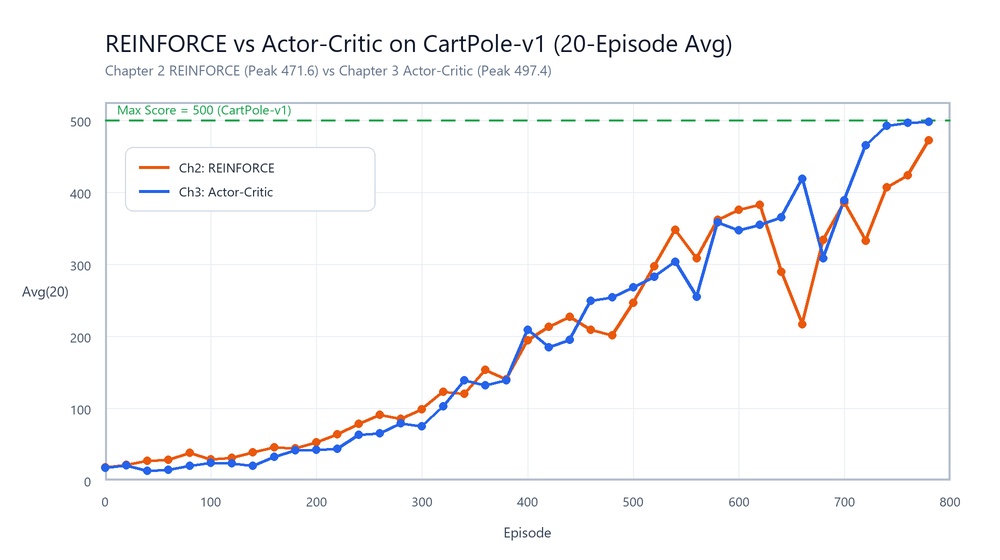 REINFORCE vs Actor-Critic on CartPole-v1 (20-Episode Avg)
Chapter 2 REINFORCE (Peak 471.6) vs Chapter 3 Actor-Critic (Peak 497.4)
Max Score = 500 (CartPole-v1)
Ch2: REINFORCE
Ch3: Actor-Critic
500
400
300
Avg(20)
200
100
0
0 100 200 300 400 500 600 700 800
Episode